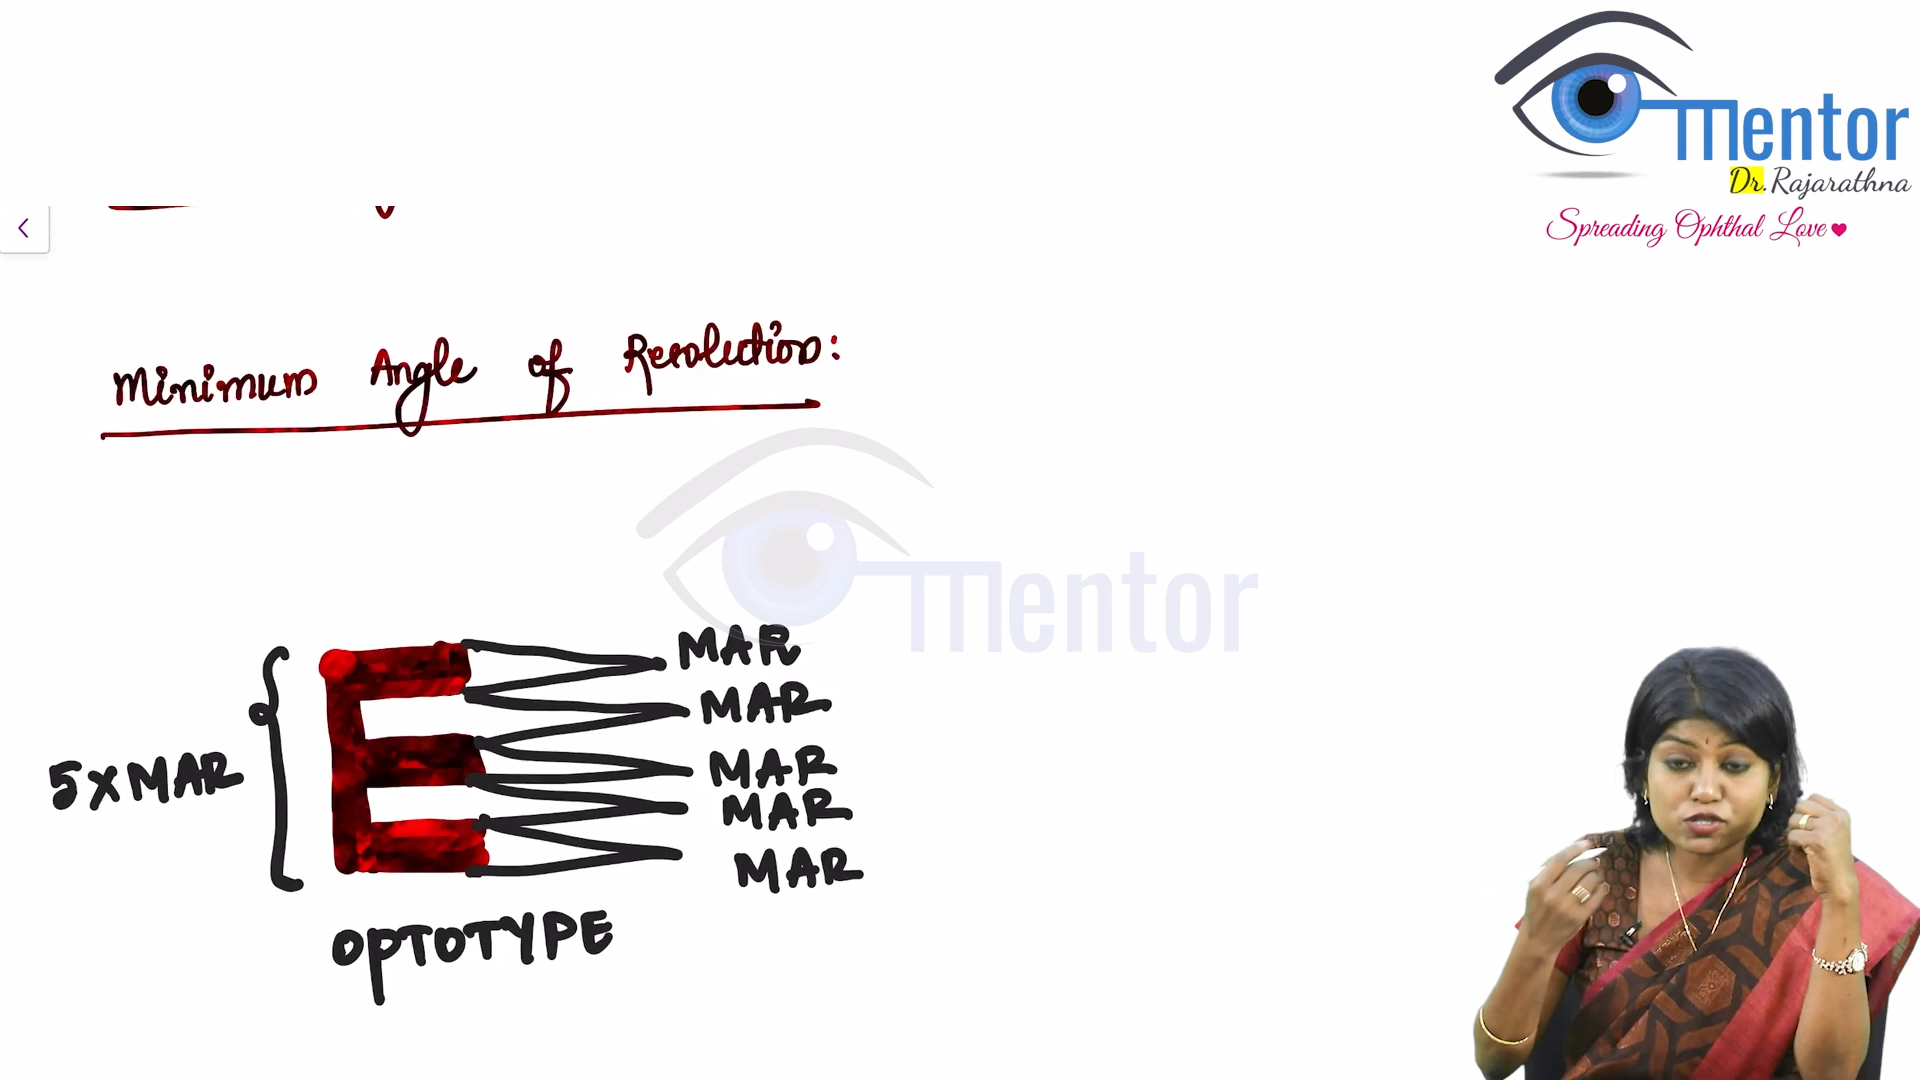 mentor
Dr. Rajarathna
Spreading Ophthal Love
Minimum Angle of Resolution:
mentor
MAR
MAR
5xMAR
MAR
MAR
MAR
OPTOTYPE